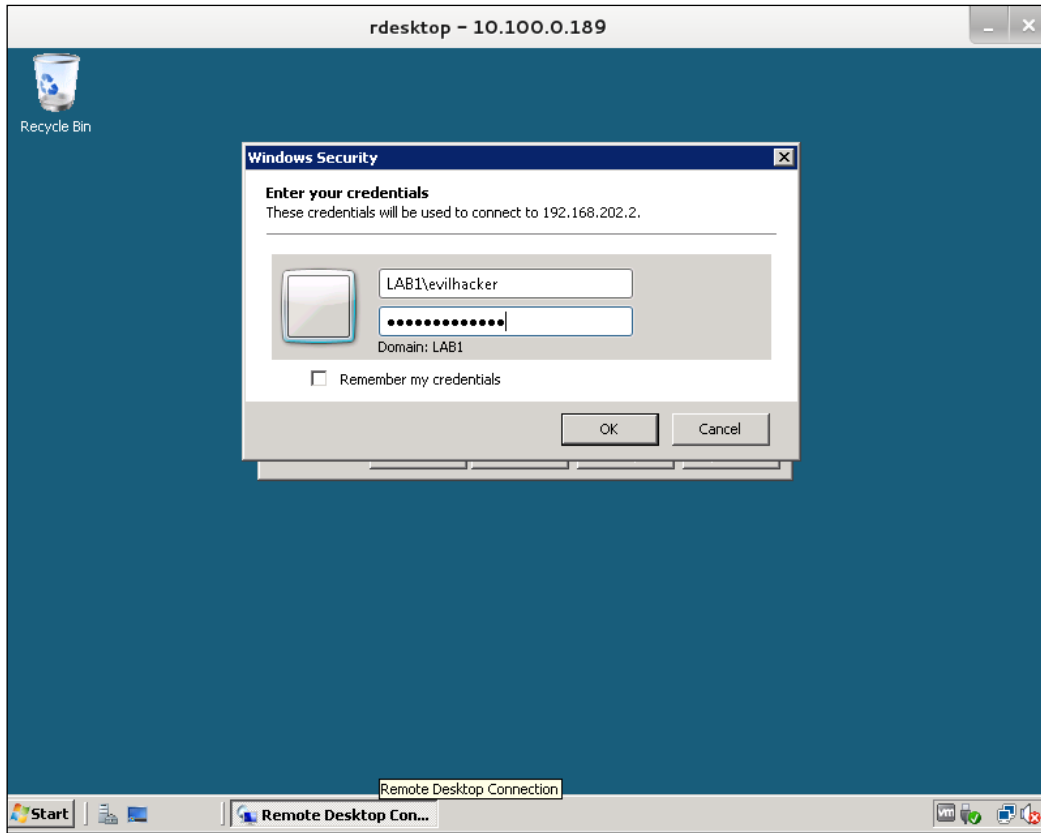 rdesktop - 10.100.0.189
Recycle Bin
Windows Security
Enter your credentials
These credentials will be used to connect to 192.168.202.2.
LAB1\evilhacker
●●●●●●●●●●●●●
Domain: LAB1
Remember my credentials
OK
Cancel
Remote Desktop Connection
Start
Remote Desktop Con...
vm